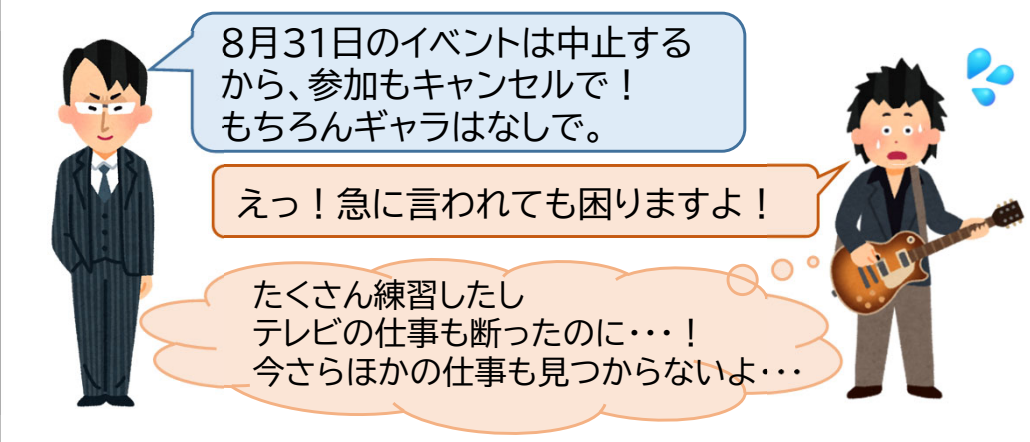 8月31日のイベントは中止する
から、参加もキャンセルで！
もちろんギャラはなしで。
えっ！急に言われても困りますよ！
たくさん練習したし
テレビの仕事も断ったのに・・・！
今さらほかの仕事も見つからないよ・・・